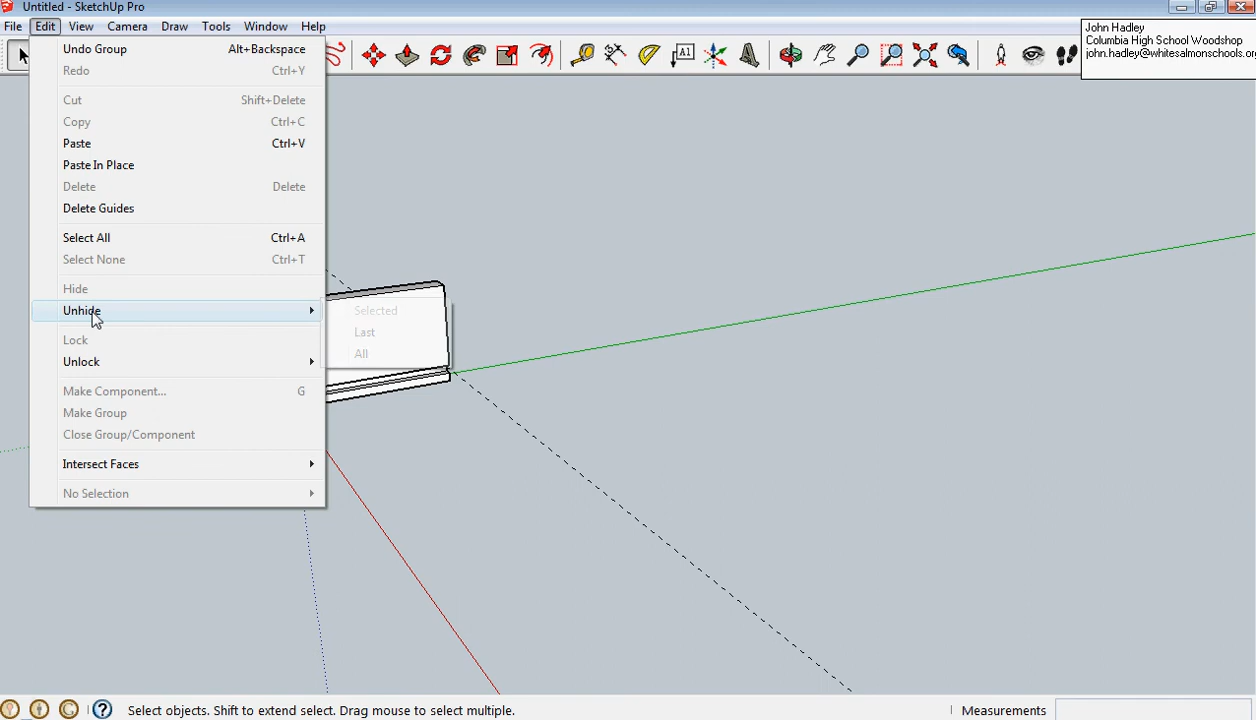 Untitled - SketchUp Pro
File Edit View Camera Draw Tools Window Help
John Hadley
Columbia High School Woodshop
john.hadley@whitesalmonschools.org
Undo Group Alt+Backspace
Redo Ctrl+Y
Cut Shift+Delete
Copy Ctrl+C
Paste Ctrl+V
Paste In Place
Delete Delete
Delete Guides
Select All Ctrl+A
Select None Ctrl+T
Hide
Unhide
Selected
Last
All
Lock
Unlock
Make Component... G
Make Group
Close Group/Component
Intersect Faces
No Selection
A1
Select objects. Shift to extend select. Drag mouse to select multiple.
Measurements